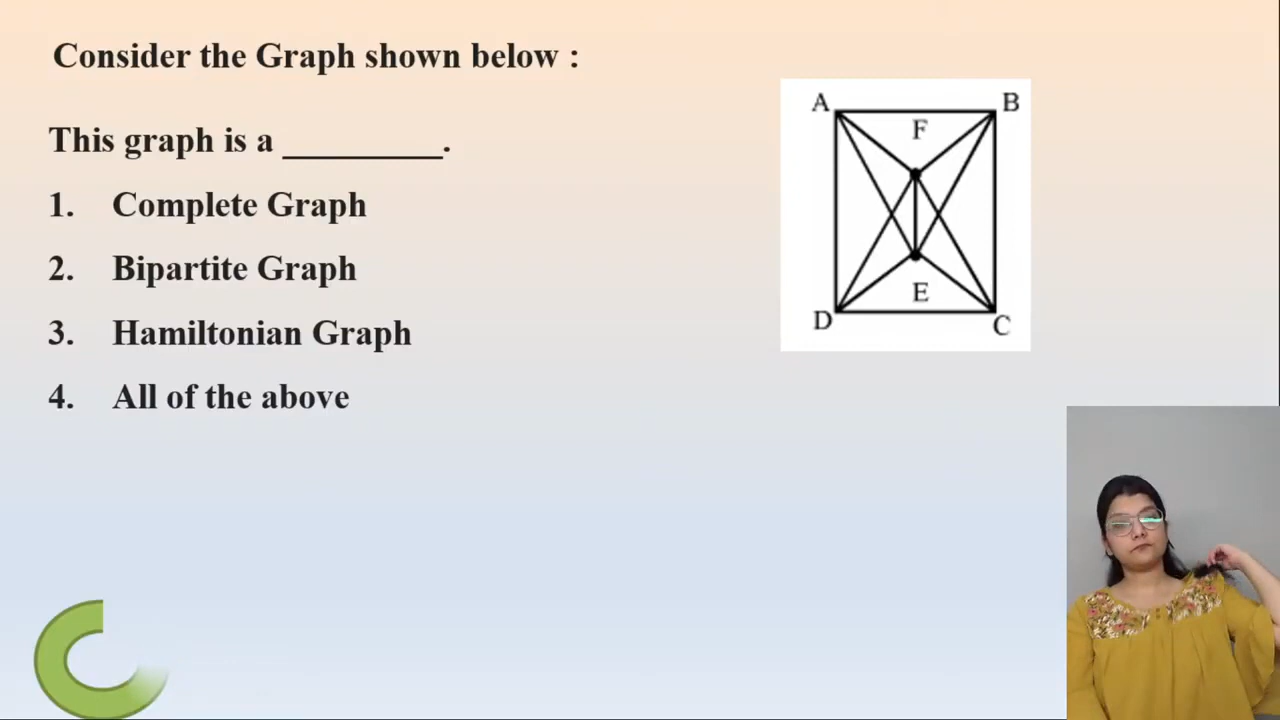 Consider the Graph shown below :
This graph is a _________.
1. Complete Graph
2. Bipartite Graph
3. Hamiltonian Graph
4. All of the above
A
B
F
E
D
C